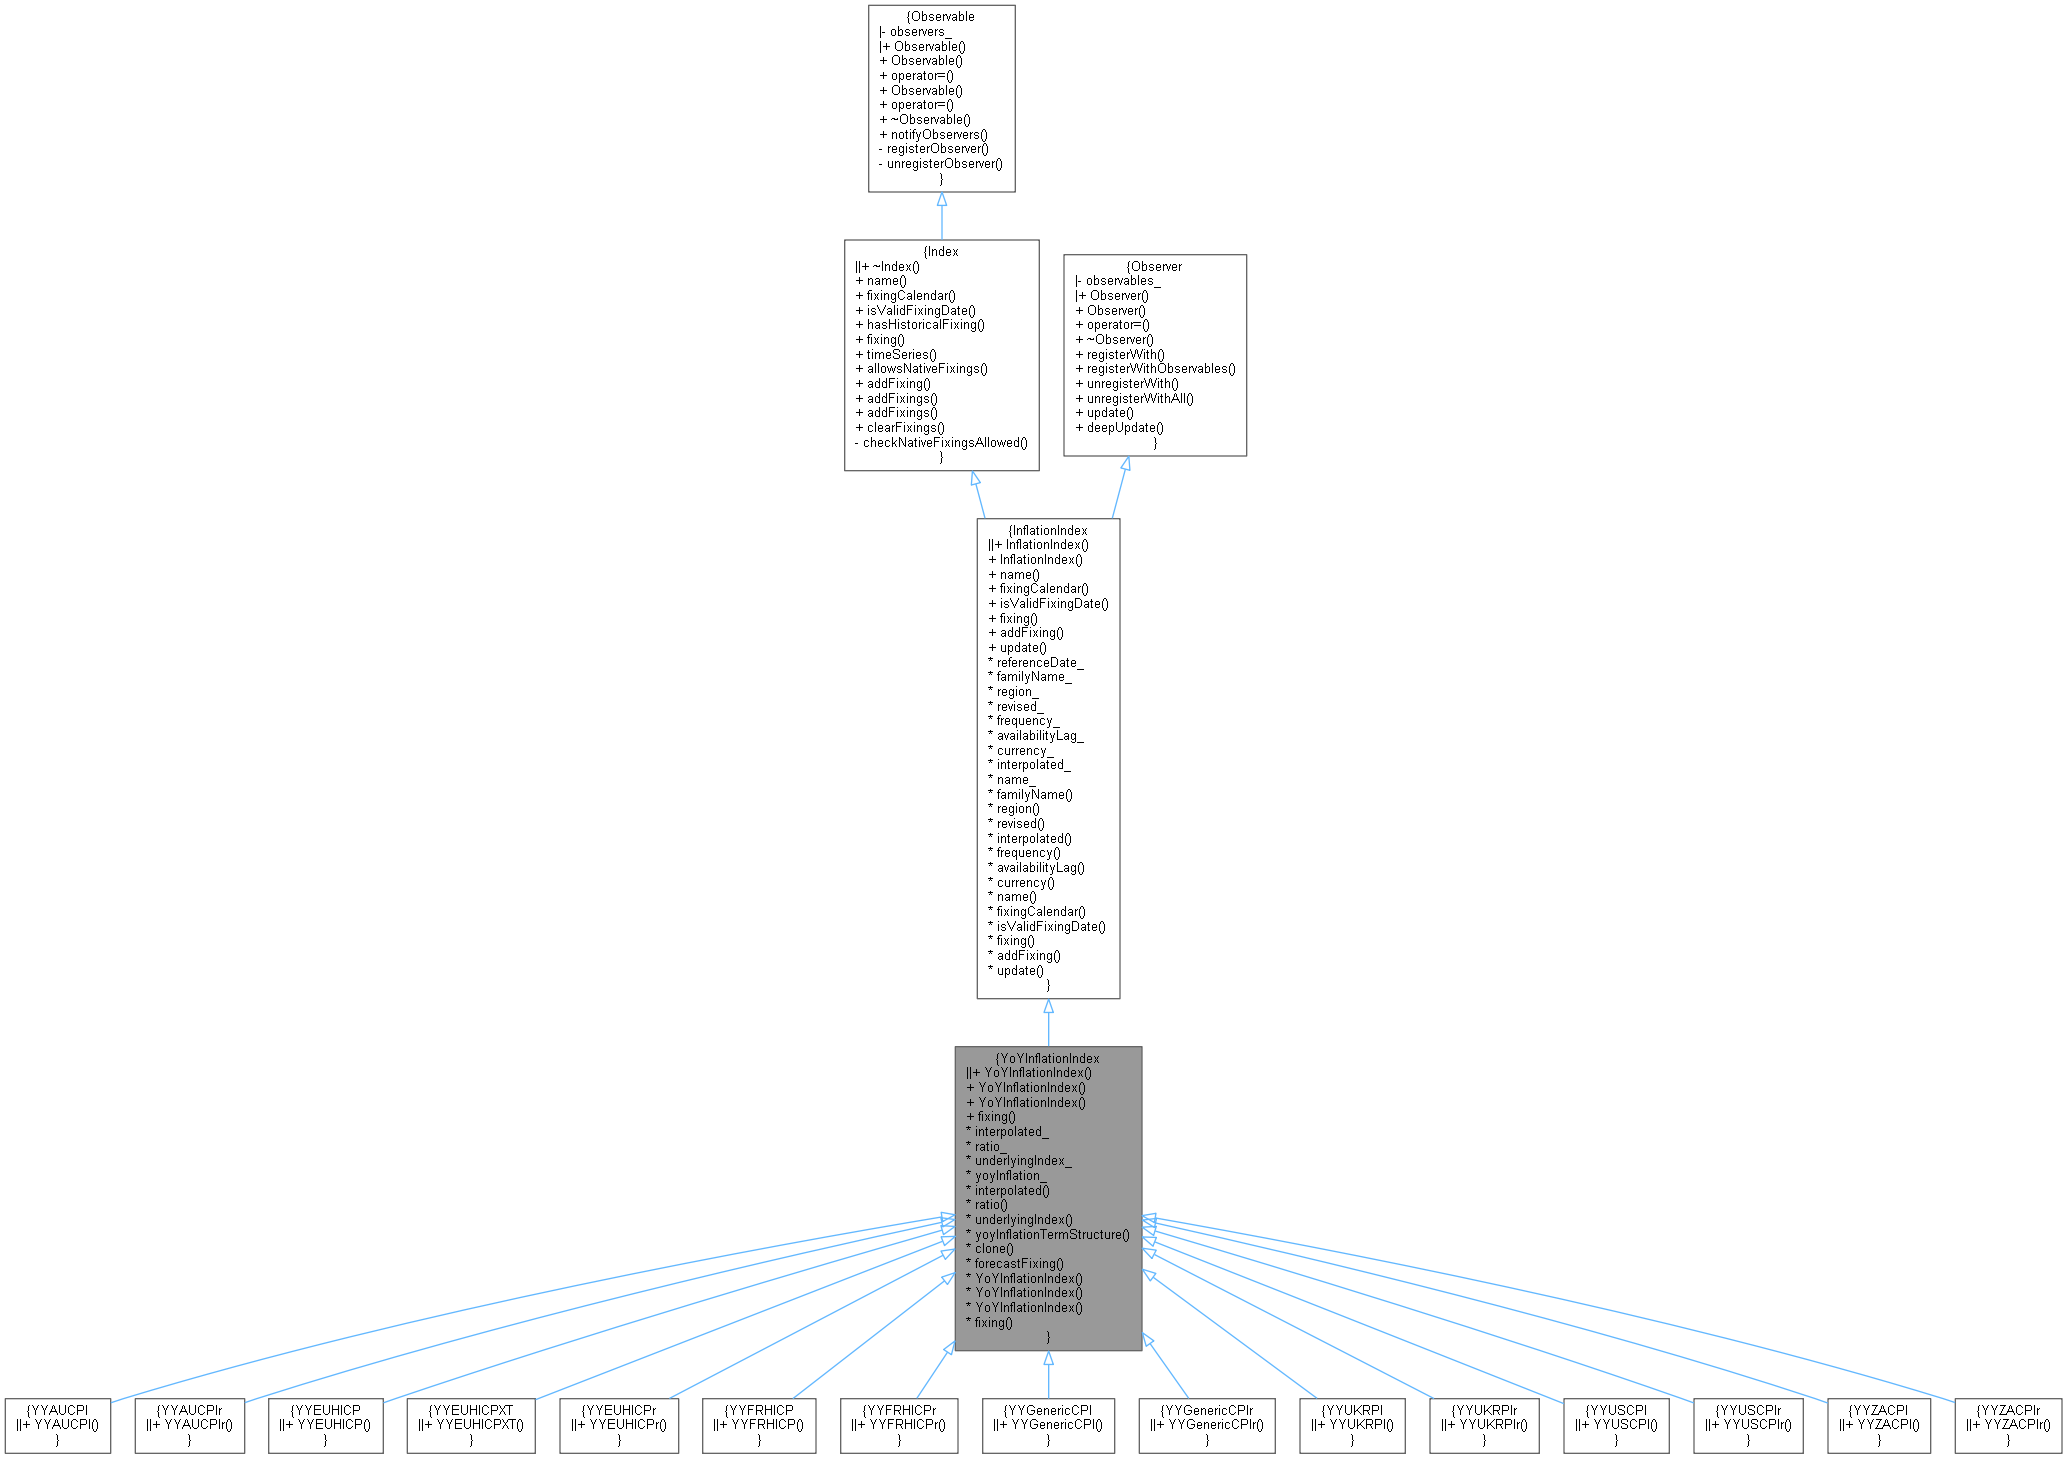 {Observable
|- observers_
|+ Observable()
+ Observable()
+ operator=()
+ Observable()
+ operator=()
+ ~Observable()
+ notifyObservers()
- registerObserver()
- unregisterObserver()
}
{Index
||+ ~Index()
+ name()
+ fixingCalendar()
+ isValidFixingDate()
+ hasHistoricalFixing()
+ fixing()
+ timeSeries()
+ allowsNativeFixings()
+ addFixing()
+ addFixings()
+ addFixings()
+ clearFixings()
- checkNativeFixingsAllowed()
}
{Observer
|- observables_
|+ Observer()
+ Observer()
+ operator=()
+ ~Observer()
+ registerWith()
+ registerWithObservables()
+ unregisterWith()
+ unregisterWithAll()
+ update()
+ deepUpdate()
}
{InflationIndex
||+ InflationIndex()
+ InflationIndex()
+ name()
+ fixingCalendar()
+ isValidFixingDate()
+ fixing()
+ addFixing()
+ update()
* referenceDate_
* familyName_
* region_
* revised_
* frequency_
* availabilityLag_
* currency_
* interpolated_
* name_
* familyName()
* region()
* revised()
* interpolated()
* frequency()
* availabilityLag()
* currency()
* name()
* fixingCalendar()
* isValidFixingDate()
* fixing()
* addFixing()
* update()
}
{YoYInflationIndex
||+ YoYInflationIndex()
+ YoYInflationIndex()
+ YoYInflationIndex()
+ fixing()
* interpolated_
* ratio_
* underlyingIndex_
* yoyInflation_
* interpolated()
* ratio()
* underlyingIndex()
* yoyInflationTermStructure()
* clone()
* forecastFixing()
* YoYInflationIndex()
* YoYInflationIndex()
* YoYInflationIndex()
* fixing()
}
{YYAUCPI
||+ YYAUCPI()
}
{YYAUCPIr
||+ YYAUCPIr()
}
{YYEUHICP
||+ YYEUHICP()
}
{YYEUHICPXT
||+ YYEUHICPXT()
}
{YYEUHICPr
||+ YYEUHICPr()
}
{YYFRHICP
||+ YYFRHICP()
}
{YYFRHICPr
||+ YYFRHICPr()
}
{YYGenericCPI
||+ YYGenericCPI()
}
{YYGenericCPIr
||+ YYGenericCPIr()
}
{YYUKRPI
||+ YYUKRPI()
}
{YYUKRPIr
||+ YYUKRPIr()
}
{YYUSCPI
||+ YYUSCPI()
}
{YYUSCPIr
||+ YYUSCPIr()
}
{YYZACPI
||+ YYZACPI()
}
{YYZACPIr
||+ YYZACPIr()
}